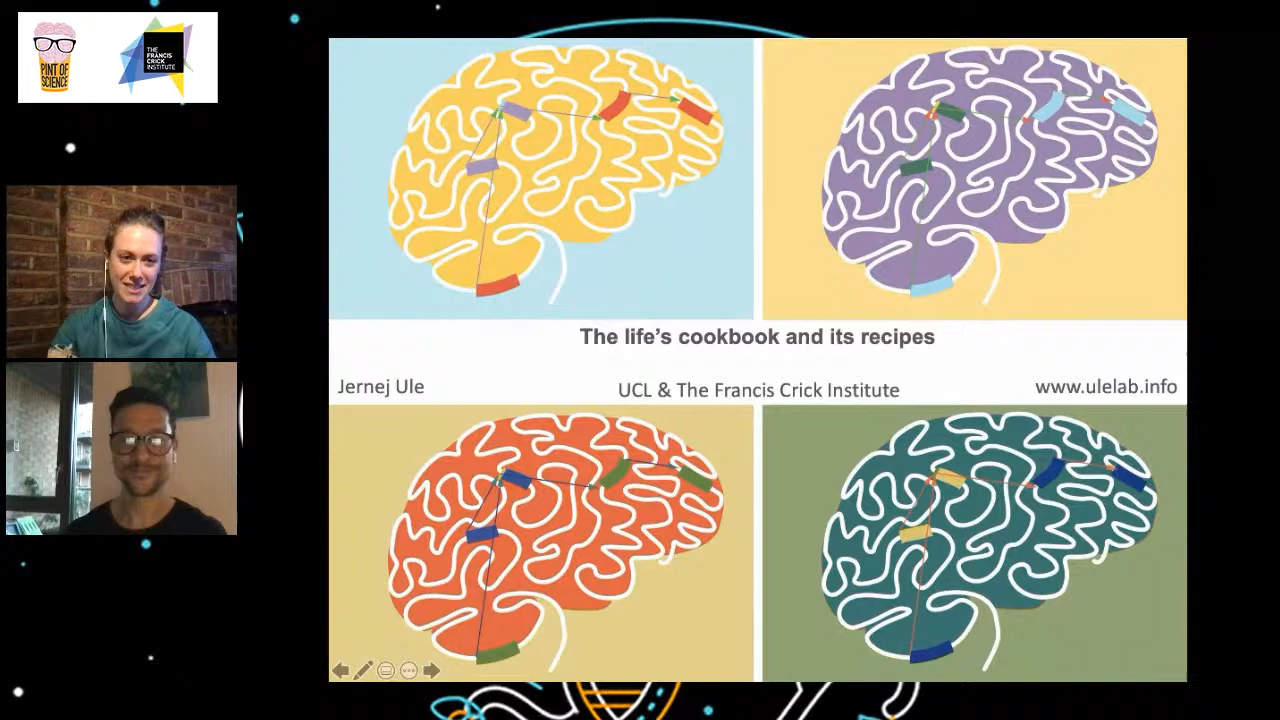 PINT OF
SCIENCE
THE
FRANCIS
CRICK
INSTITUTE
The life's cookbook and its recipes
Jernej Ule
UCL & The Francis Crick Institute
www.ulelab.info